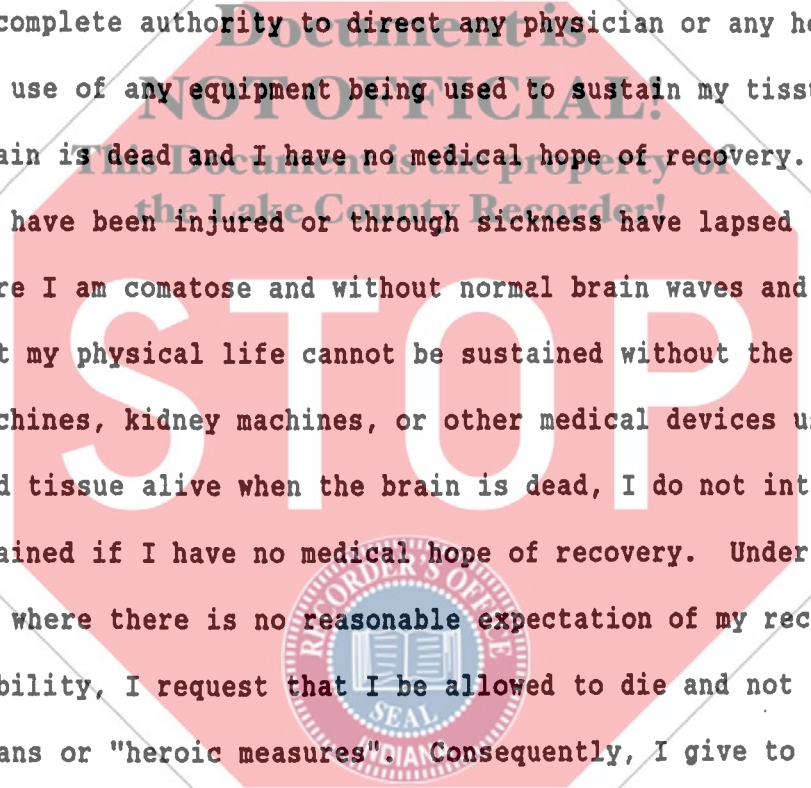 Document is
complete authority to direct any physician or any he
NOT OFFICIAL!
use of any equipment being used to sustain my tissu
This Document is the property of
ain is dead and I have no medical hope of recovery.
the Lake County Recorder!
have been injured or through sickness have lapsed
re I am comatose and without normal brain waves and
t my physical life cannot be sustained without the
STOP
chines, kidney machines, or other medical devices us
d tissue alive when the brain is dead, I do not int
ained if I have no medical hope of recovery. Under
RECORDER'S OFFICE
where there is no reasonable expectation of my rec
bility, I request that I be allowed to die and not
SEAL
ans or "heroic measures". Consequently, I give to
INDIANA